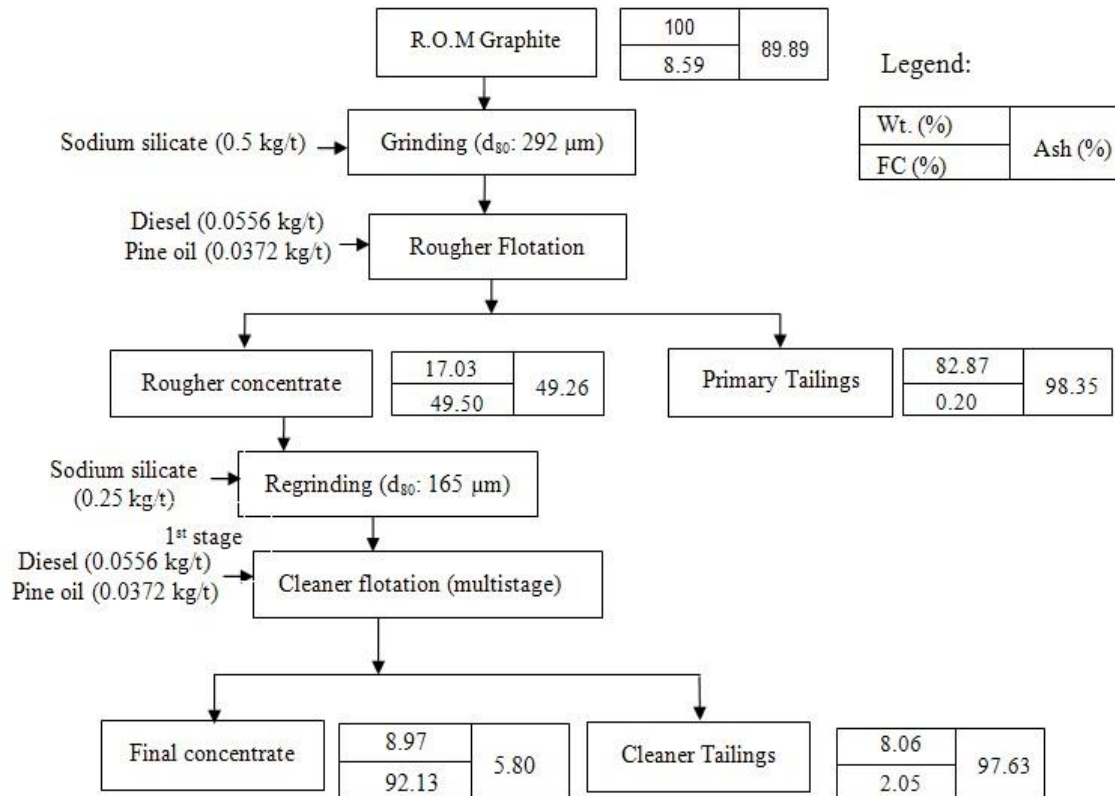 R.O.M Graphite
100
8.59
89.89
Legend:
Wt. (%)
FC (%)
Ash (%)
Sodium silicate (0.5 kg/t)
Grinding (d₈₀: 292 µm)
Diesel (0.0556 kg/t)
Pine oil (0.0372 kg/t)
Rougher Flotation
Rougher concentrate
17.03
49.50
49.26
Primary Tailings
82.87
0.20
98.35
Sodium silicate
(0.25 kg/t)
Regrinding (d₈₀: 165 µm)
1ˢᵗ stage
Diesel (0.0556 kg/t)
Pine oil (0.0372 kg/t)
Cleaner flotation (multistage)
Final concentrate
8.97
92.13
5.80
Cleaner Tailings
8.06
2.05
97.63